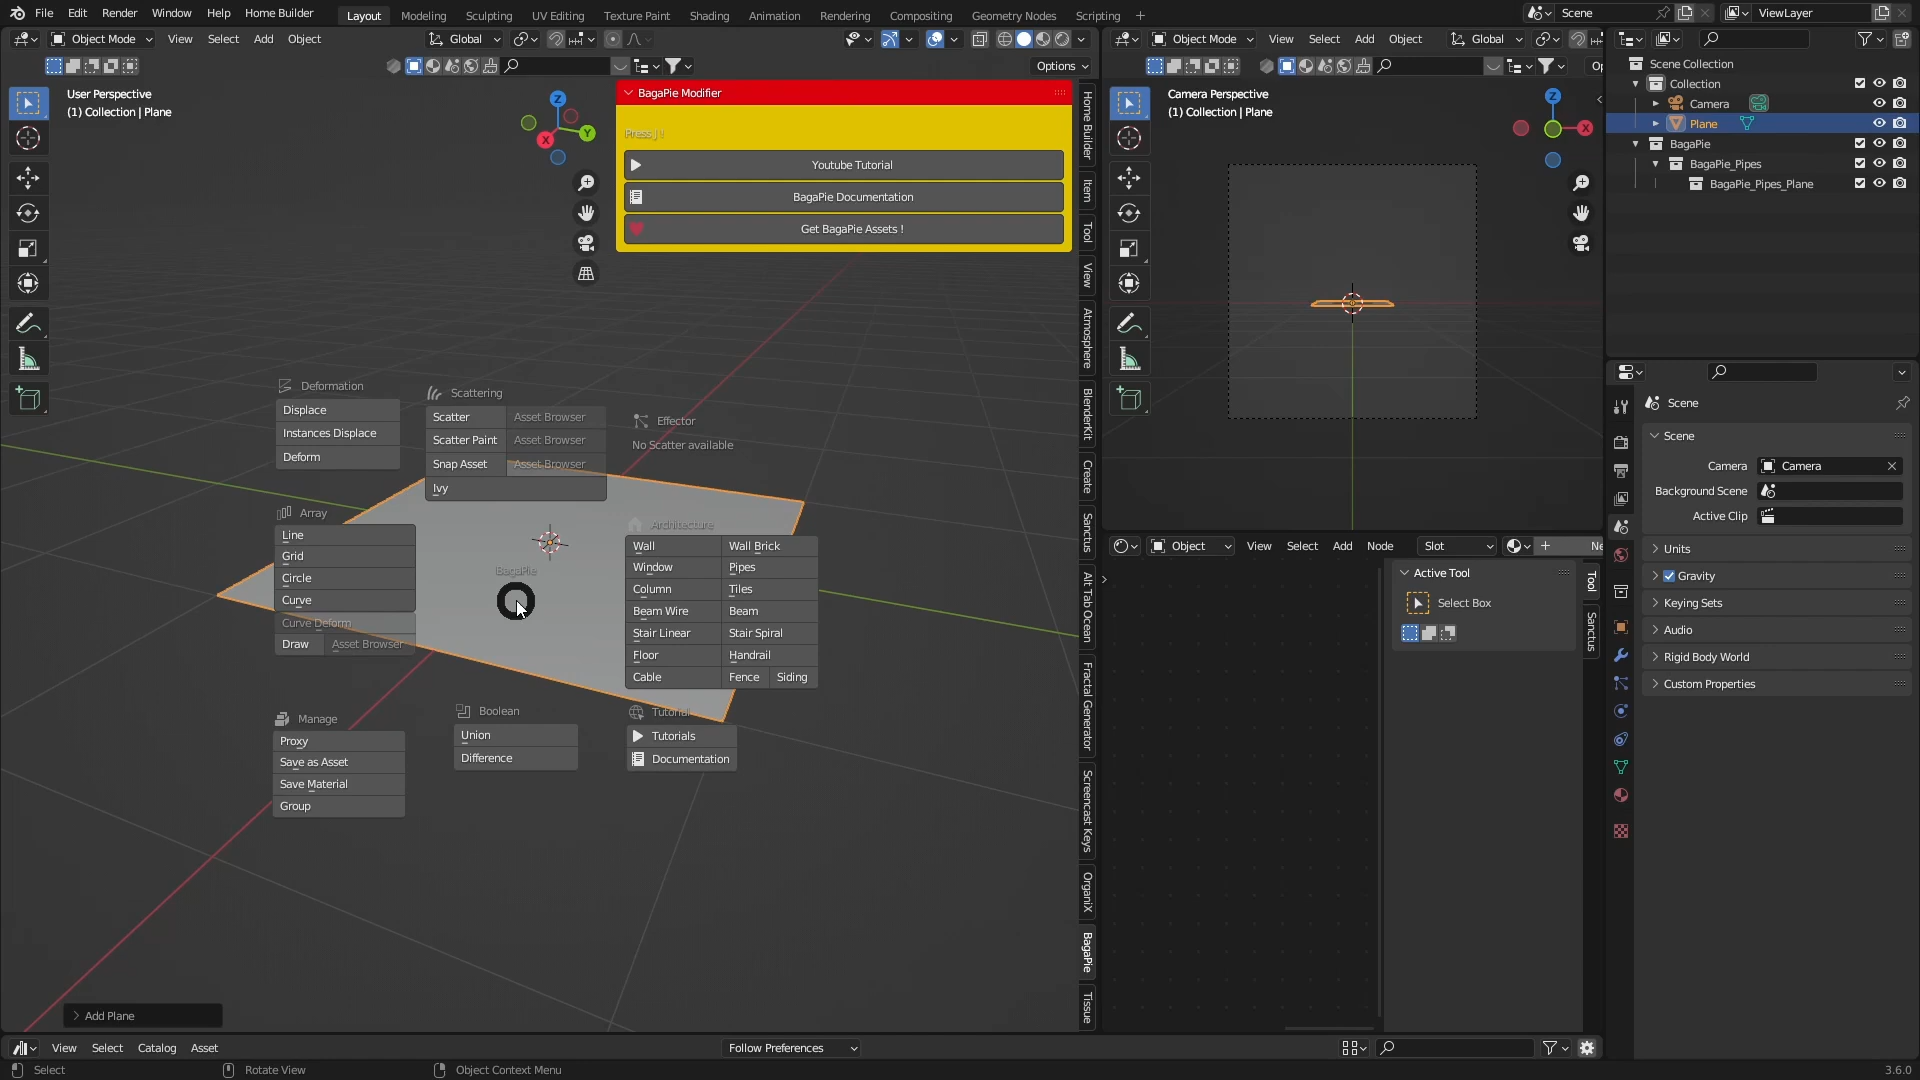 File Edit Render Window Help Home Builder
Layout Modeling Sculpting UV Editing Texture Paint Shading Animation Rendering Compositing Geometry Nodes Scripting
Scene ViewLayer
Object Mode View Select Add Object Global
Options
User Perspective
(1) Collection | Plane
BagaPie Modifier
Press J !
Youtube Tutorial
BagaPie Documentation
Get BagaPie Assets !
Z
Y
X
Home Builder
Item
Tool
View
Atmosphere
BlenderKit
Create
Sanctus
Alt Tab Ocean
Fractal Generator
Screencast Keys
OrganiX
BagaPie
Tissue
Deformation
Displace
Instances Displace
Deform
Scattering
Scatter Asset Browser
Scatter Paint Asset Browser
Snap Asset Asset Browser
Ivy
Effector
No Scatter available
Array
Line
Grid
Circle
Curve
Curve Deform
Draw Asset Browser
BagaPie
Architecture
Wall Wall Brick
Window Pipes
Column Tiles
Beam Wire Beam
Stair Linear Stair Spiral
Floor Handrail
Cable Fence Siding
Manage
Proxy
Save as Asset
Save Material
Group
Boolean
Union
Difference
Tutorial
Tutorials
Documentation
Add Plane
Object Mode View Select Add Object Global
Op
Camera Perspective
(1) Collection | Plane
Z
X
Object View Select Add Node Slot Ne
Active Tool
Select Box
Tool
Sanctus
Scene Collection
Collection
Camera
Plane
BagaPie
BagaPie_Pipes
BagaPie_Pipes_Plane
Scene
Scene
Camera Camera
Background Scene
Active Clip
Units
Gravity
Keying Sets
Audio
Rigid Body World
Custom Properties
View Select Catalog Asset Follow Preferences
Select Rotate View Object Context Menu 3.6.0